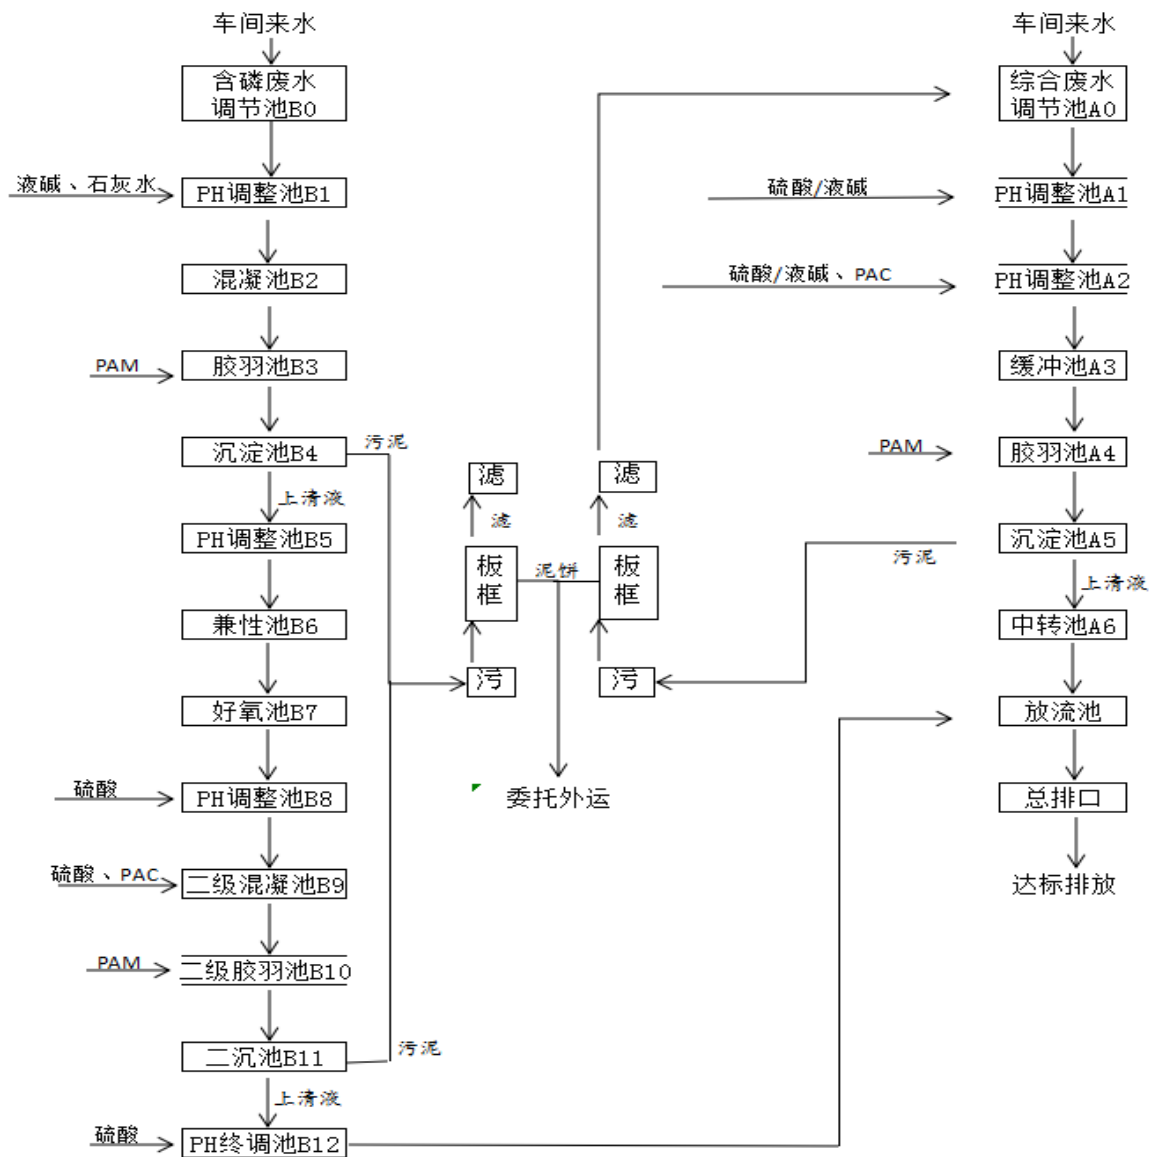 车间来水
含磷废水
调节池B0
液碱、石灰水
PH调整池B1
混凝池B2
PAM
胶羽池B3
沉淀池B4
污泥
上清液
PH调整池B5
兼性池B6
好氧池B7
硫酸
PH调整池B8
硫酸、PAC
二级混凝池B9
PAM
二级胶羽池B10
二沉池B11
污泥
上清液
硫酸
PH终调池B12
滤
滤
板
框
污
泥饼
滤
滤
板
框
污
委托外运
车间来水
综合废水
调节池A0
硫酸/液碱
PH调整池A1
硫酸/液碱、PAC
PH调整池A2
缓冲池A3
PAM
胶羽池A4
沉淀池A5
污泥
上清液
中转池A6
放流池
总排口
达标排放